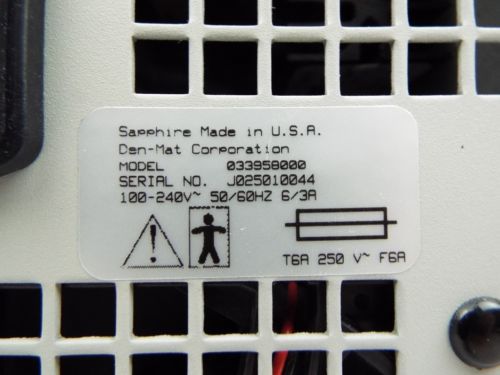 Sapphire Made in U.S.A.
Den-Mat Corporation
MODEL 033958000
SERIAL NO. J025010044
100-240V~ 50/60HZ 6/3A
T6A 250 V~ F6A